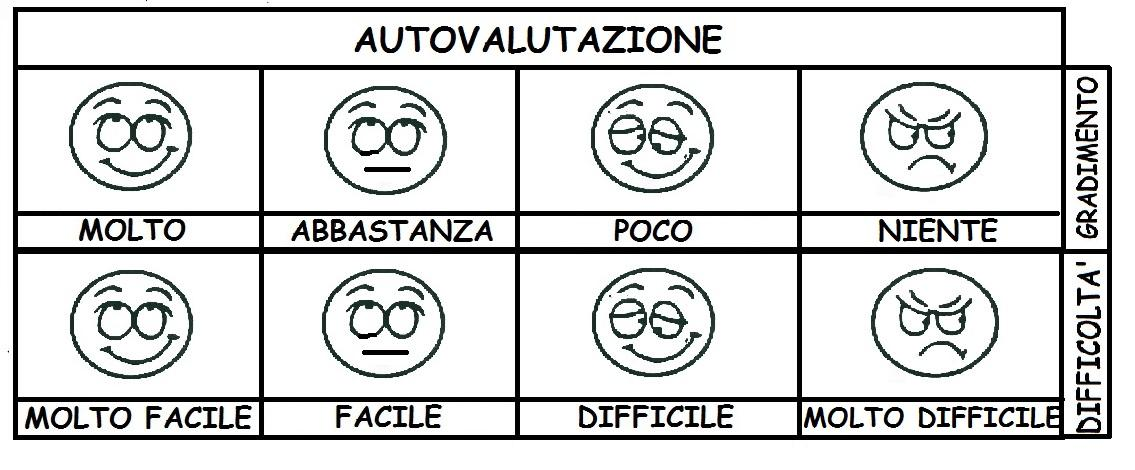 AUTOVALUTAZIONE
MOLTO ABBASTANZA POCO NIENTE
GRADIMENTO
MOLTO FACILE FACILE DIFFICILE MOLTO DIFFICILE
DIFFICOLTA'